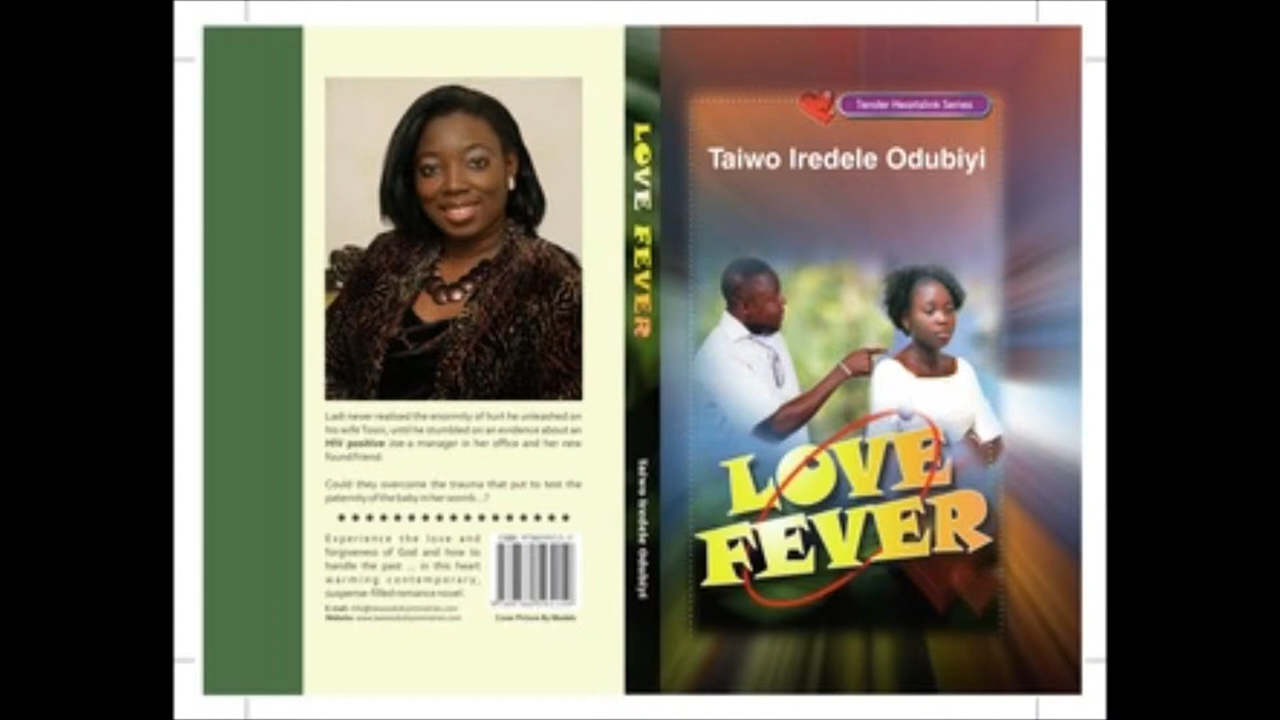 Ladi never realised the enormity of hurt he unleashed on
his wife Tosin, until he stumbled on an evidence about an
HIV positive Joe a manager in her office and her new
found friend.
Could they overcome the trauma that put to test the
paternity of the baby in her womb...?
Experience the love and
forgiveness of God and how to
handle the past ... in this heart
warming contemporary,
suspense-filled romance novel.
E-mail:
Website:
Cover Picture By Models
LOVE FEVER
Taiwo Iredele Odubiyi
Tender Heartslink Series
Taiwo Iredele Odubiyi
LOVE
FEVER